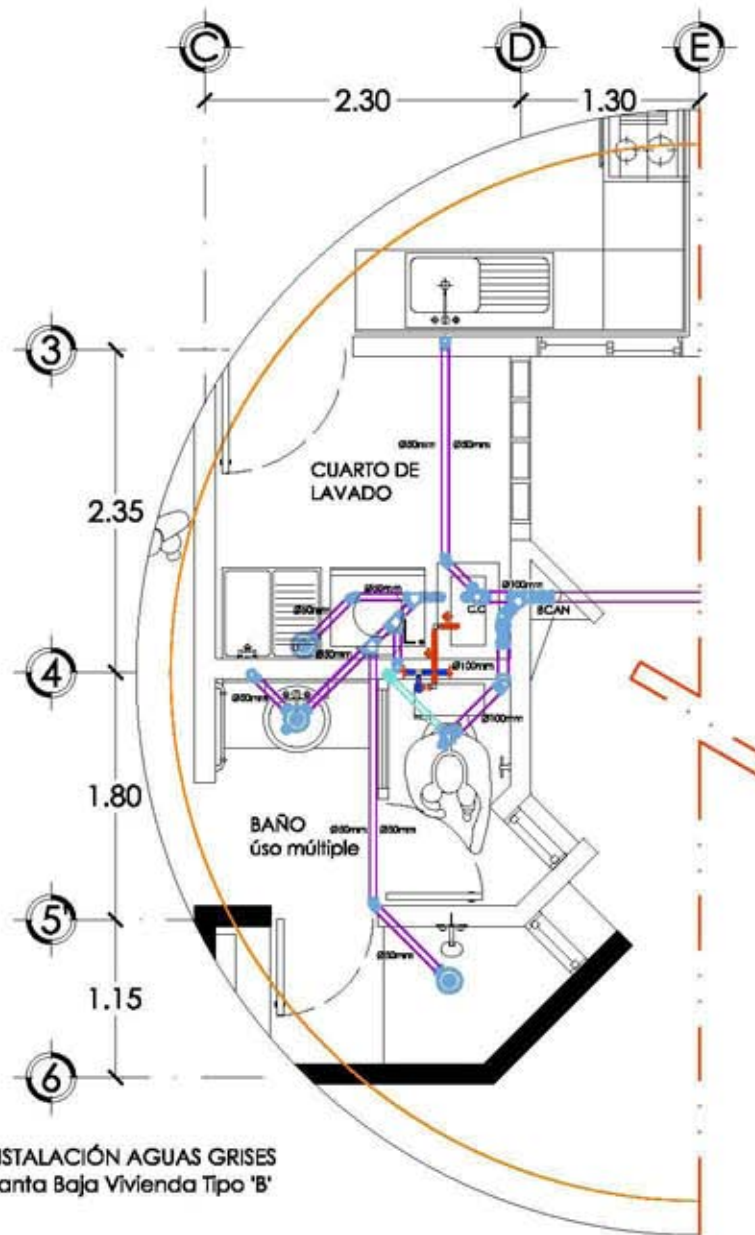 C
D
E
2.30
1.30
3
Ø50mm
Ø50mm
CUARTO DE
LAVADO
2.35
Ø50mm
Ø100mm
Ø50mm
C.C
BCAN
Ø50mm
4
Ø100mm
Ø50mm
Ø100mm
1.80
BAÑO
Ø50mm
Ø50mm
úso múltiple
5'
Ø50mm
1.15
6
STALACIÓN AGUAS GRISES
anta Baja Vivienda Tipo 'B'